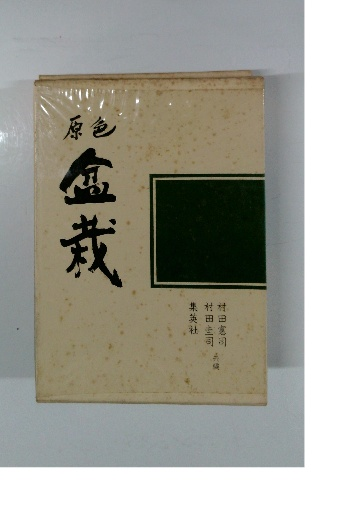 原色
盆栽
村田憲司
村田圭司
共編
集英社